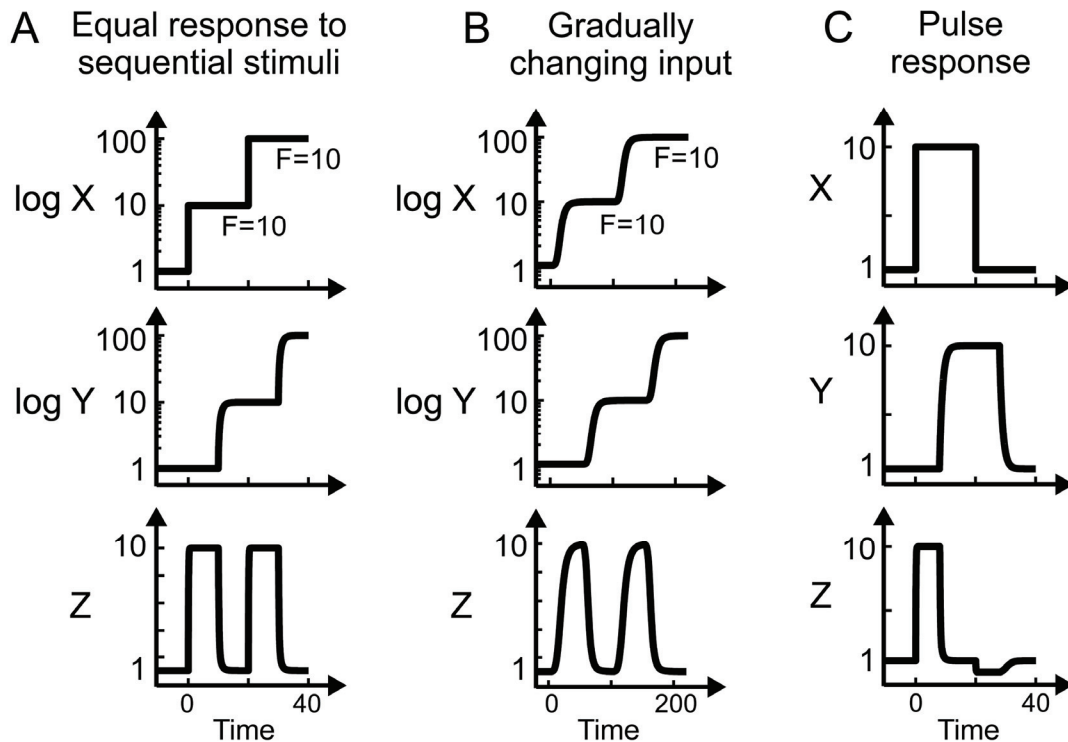 A Equal response to
sequential stimuli
B Gradually
changing input
C Pulse
response
100
10
1
log X
F=10
F=10
100
10
1
log X
F=10
F=10
10
1
X
100
10
1
log Y
100
10
1
log Y
10
1
Y
10
1
Z
0 40
Time
10
1
Z
0 200
Time
10
1
Z
0 40
Time